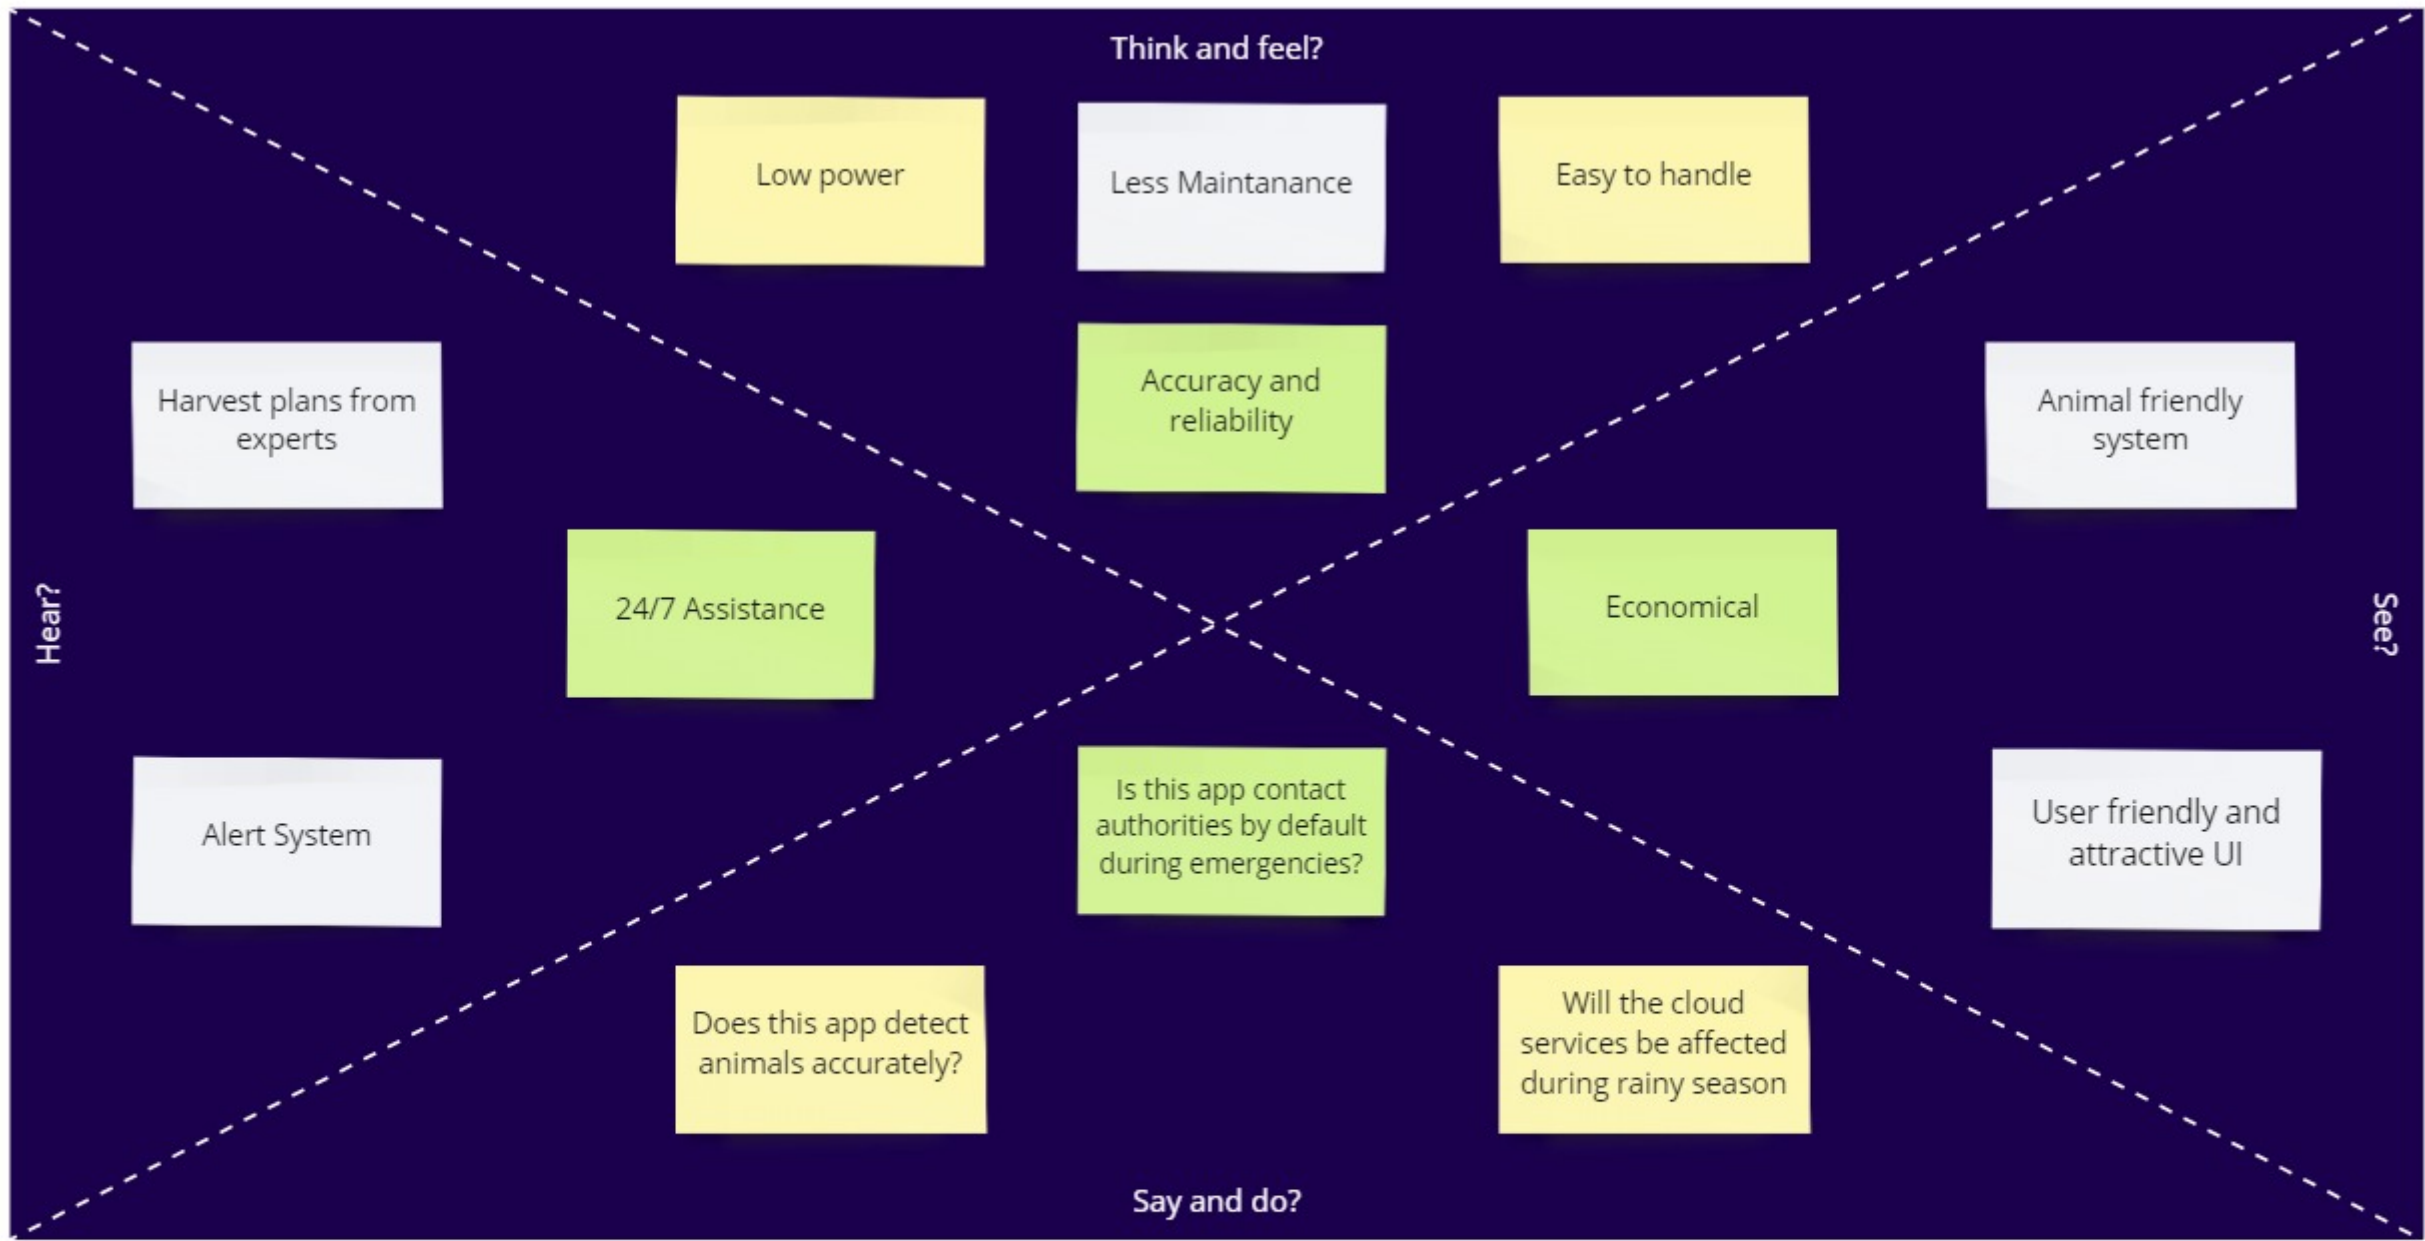 Think and feel?
Low power
Less Maintanance
Easy to handle
Accuracy and
reliability
Hear?
Harvest plans from
experts
24/7 Assistance
Alert System
See?
Animal friendly
system
Economical
User friendly and
attractive UI
Is this app contact
authorities by default
during emergencies?
Does this app detect
animals accurately?
Will the cloud
services be affected
during rainy season
Say and do?